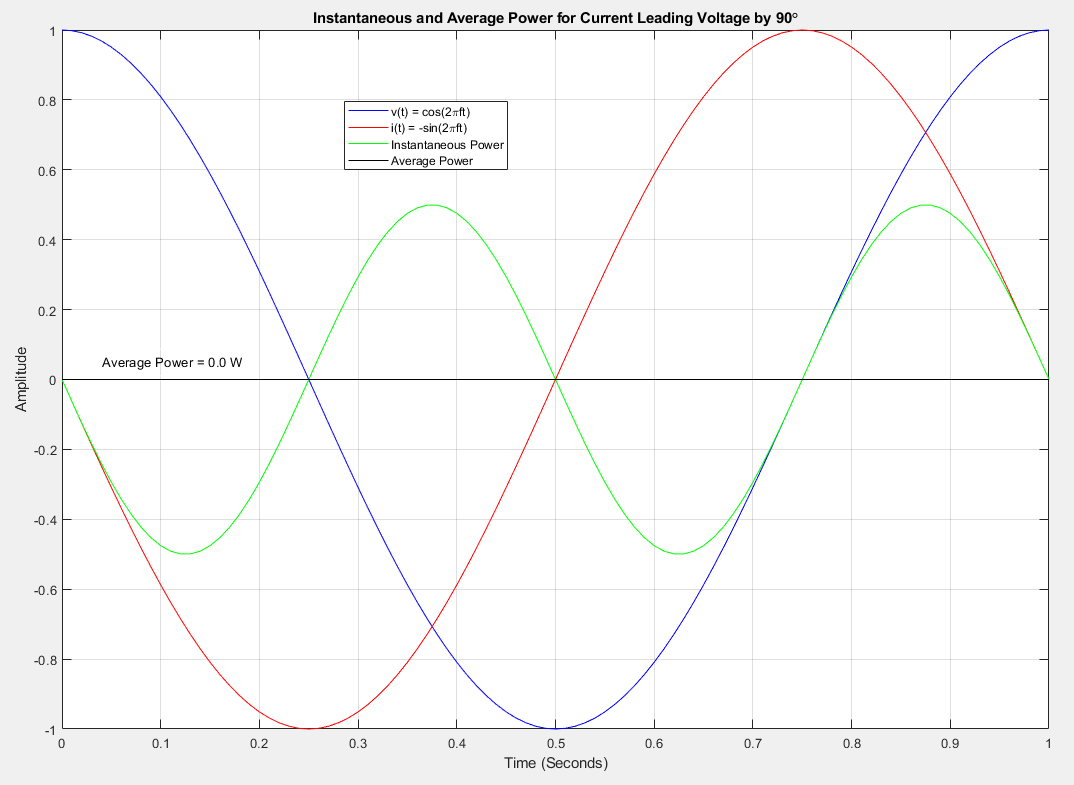 Instantaneous and Average Power for Current Leading Voltage by 90°
1
0.8
0.6
0.4
0.2
0
-0.2
-0.4
-0.6
-0.8
-1
Amplitude
v(t) = cos(2πft)
i(t) = -sin(2πft)
Instantaneous Power
Average Power
Average Power = 0.0 W
0 0.1 0.2 0.3 0.4 0.5 0.6 0.7 0.8 0.9 1
Time (Seconds)